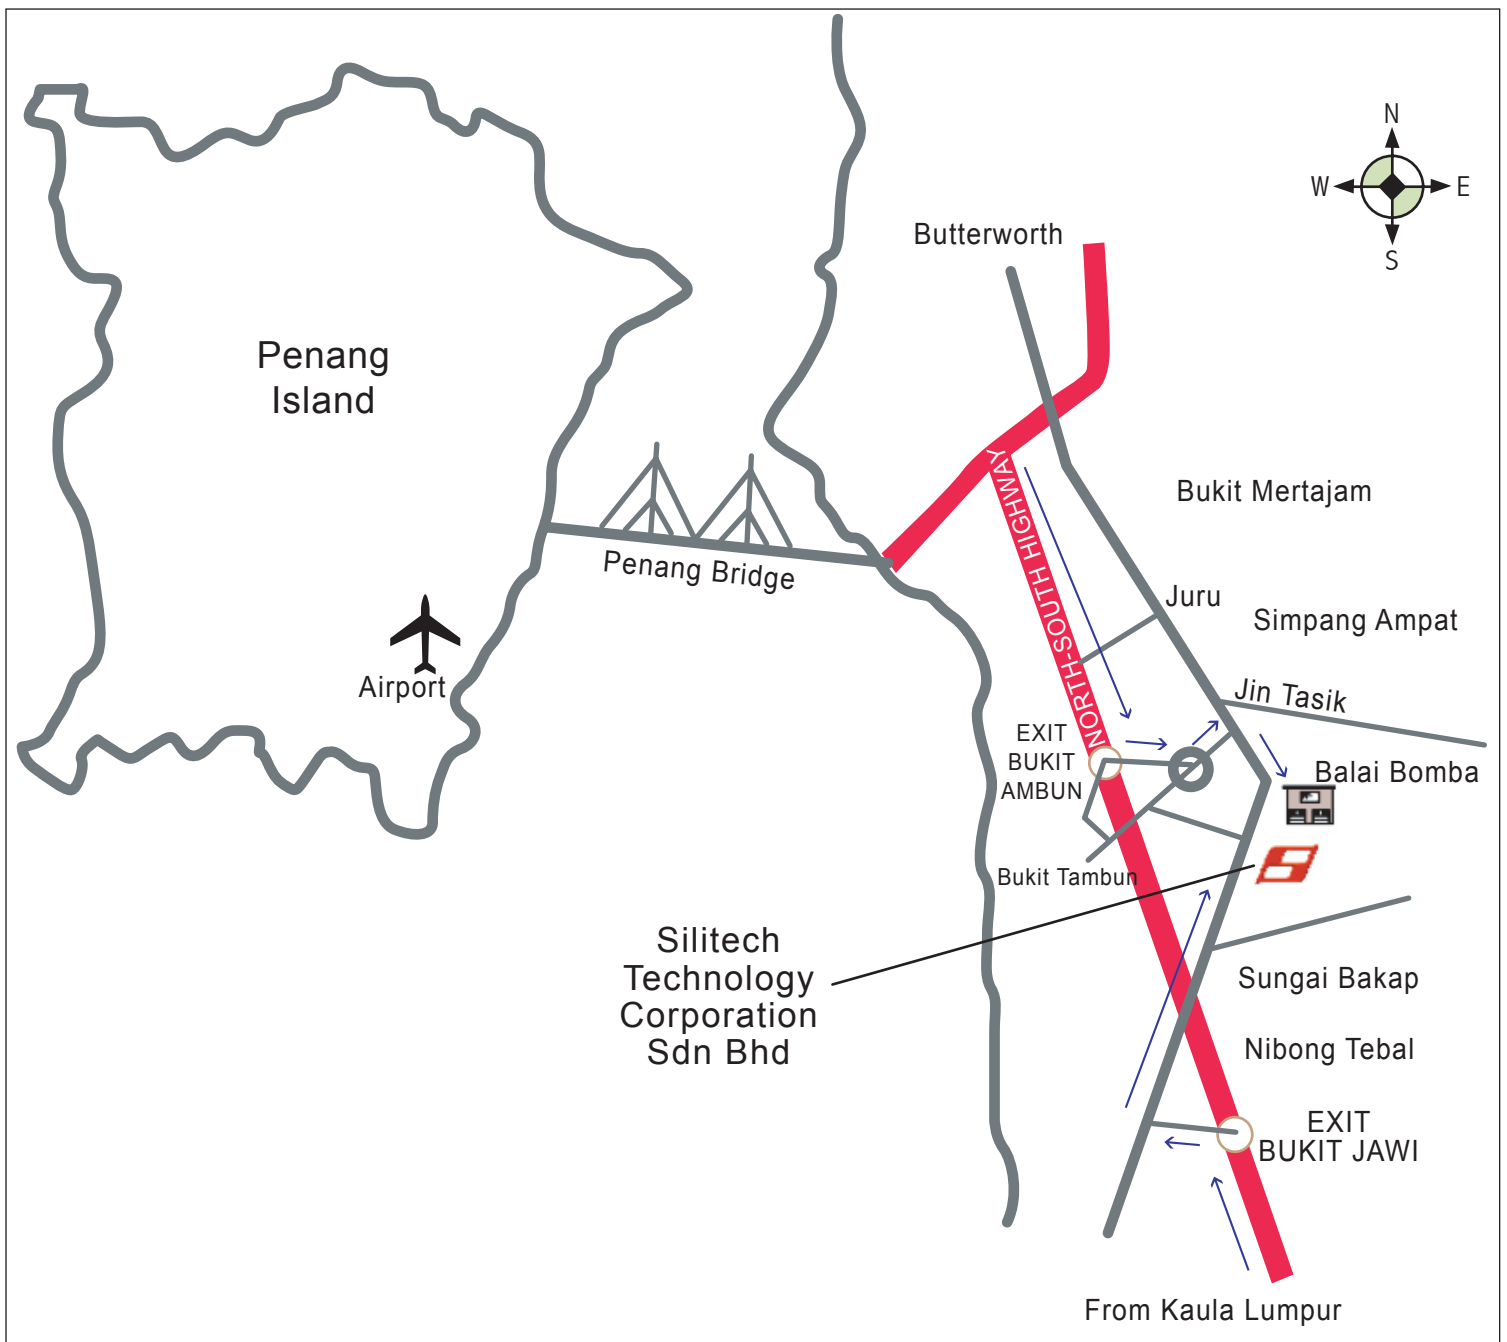 N
W
E
S
Butterworth
Penang
Island
NORTH-SOUTH HIGHWAY
Bukit Mertajam
Penang Bridge
Juru
Simpang Ampat
Airport
Jin Tasik
EXIT
BUKIT
AMBUN
Balai Bomba
Bukit Tambun
Silitech
Technology
Corporation
Sdn Bhd
Sungai Bakap
Nibong Tebal
EXIT
BUKIT JAWI
From Kaula Lumpur